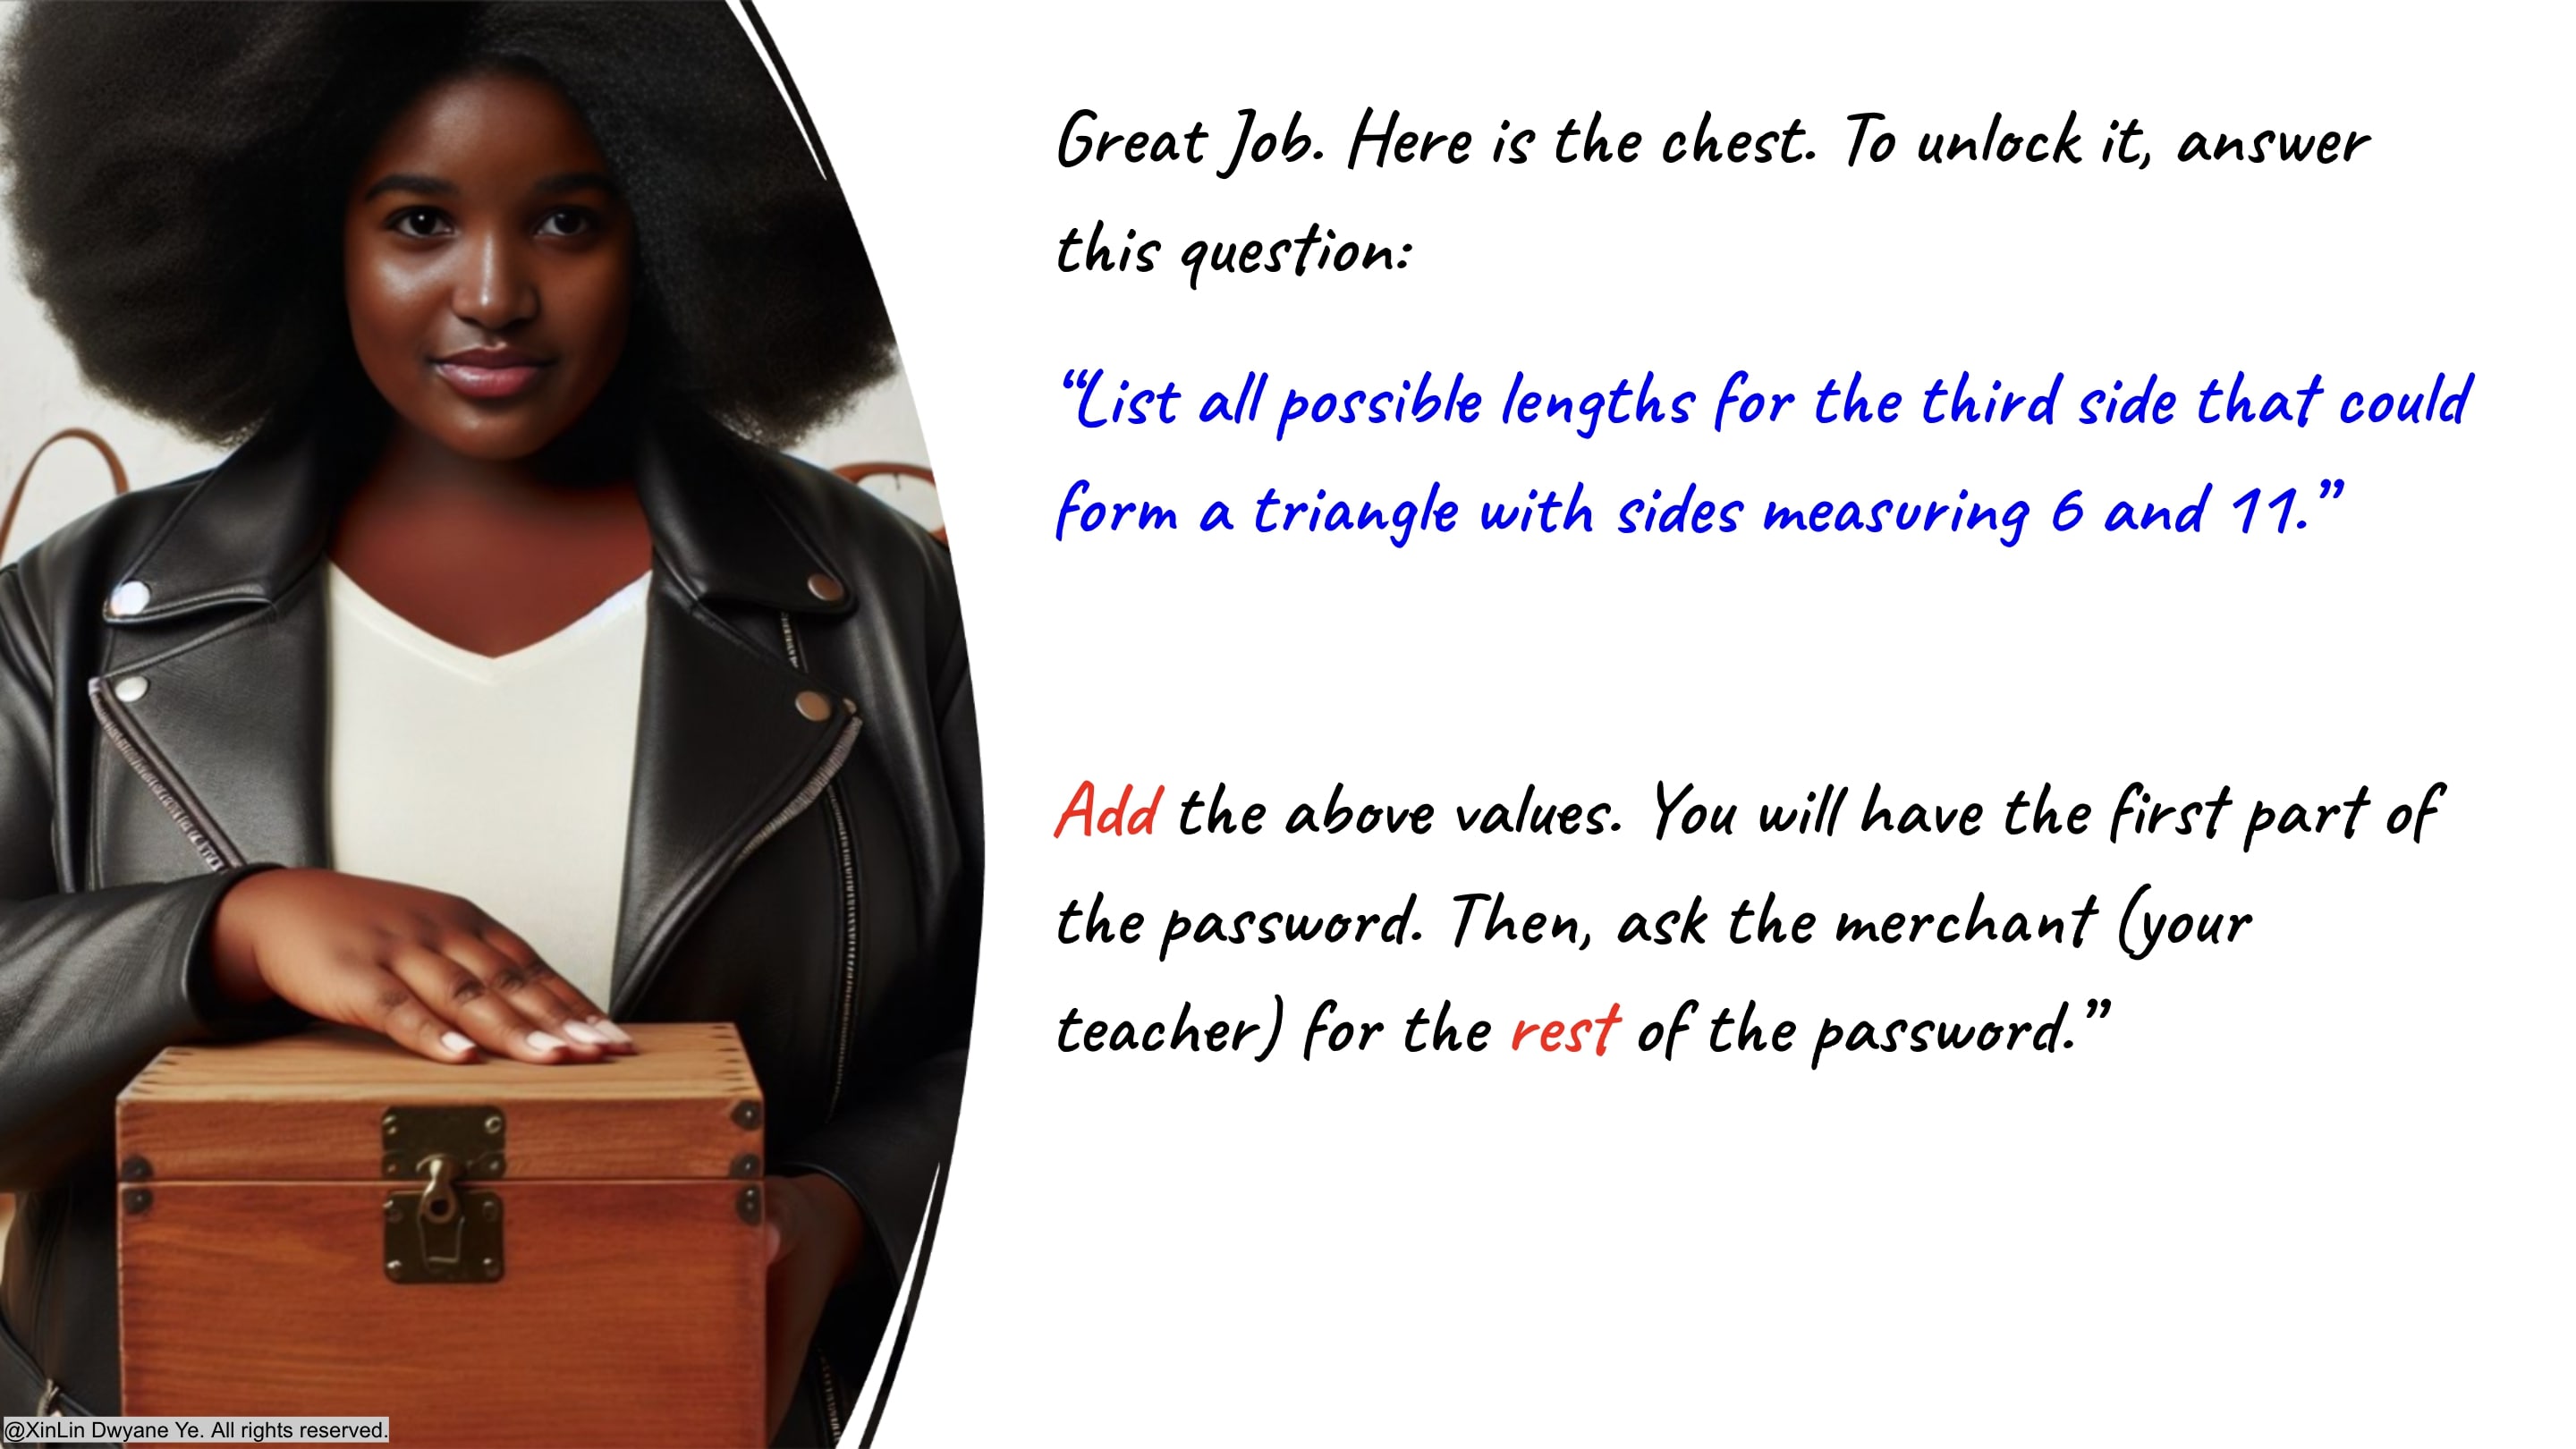 Great Job. Here is the chest. To unlock it, answer
this question:
“List all possible lengths for the third side that could
form a triangle with sides measuring 6 and 11.”
Add the above values. You will have the first part of
the password. Then, ask the merchant (your
teacher) for the rest of the password.”
@XinLin Dwyane Ye. All rights reserved.